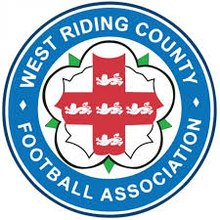 WEST RIDING COUNTY
FOOTBALL ASSOCIATION